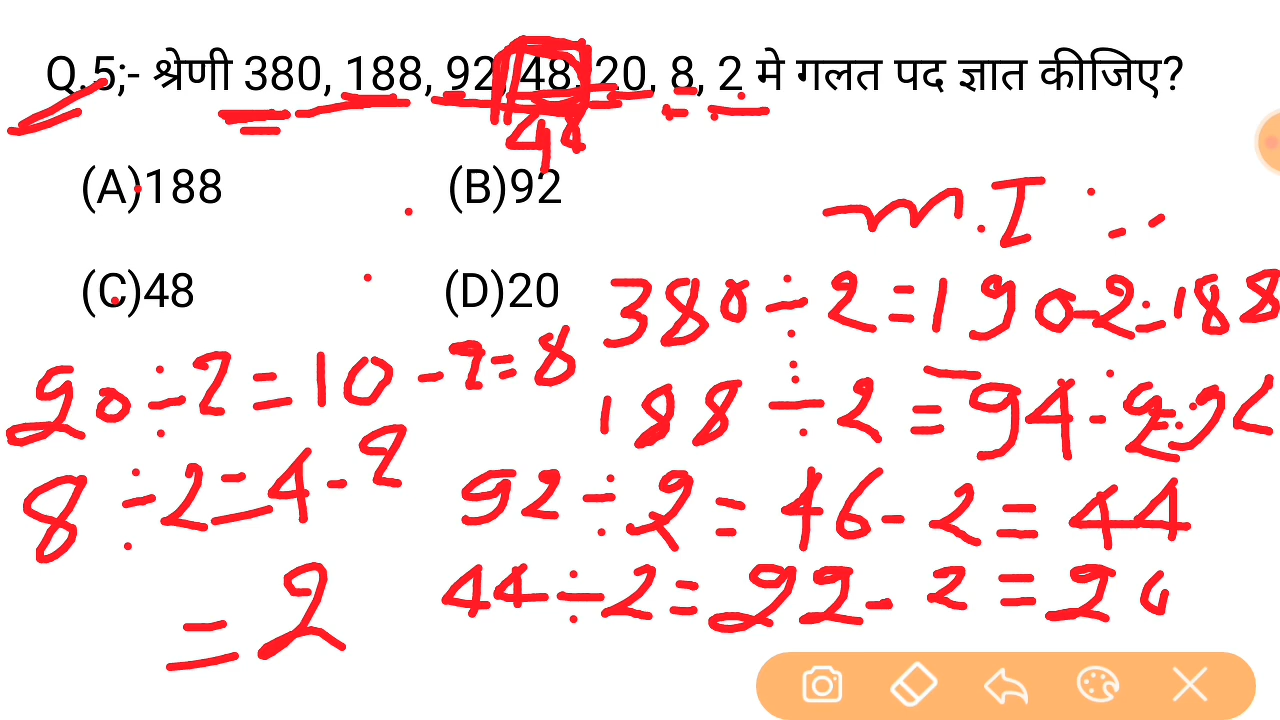 Q.5;- श्रेणी 380, 188, 92, 48, 20, 8, 2 मे गलत पद ज्ञात कीजिए?
44
(A)188 (B)92
M.I :-
(C)48 (D)20
380÷2=190-2=188
20÷2=10-2=8
188÷2=94-2=92
8÷2=4-2
92÷2=46-2=44
=2
44÷2=22-2=20